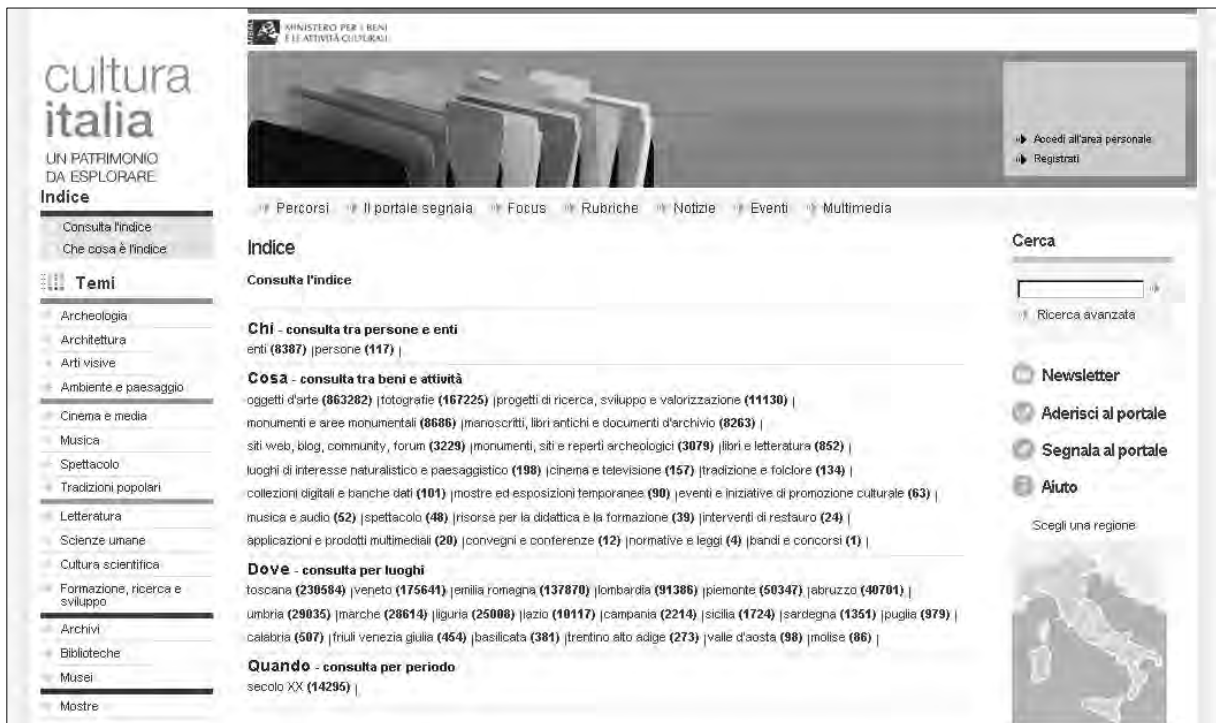 MINISTERO PER I BENI
E LE ATTIVITÀ CULTURALI
cultura
italia
UN PATRIMONIO
DA ESPLORARE
Accedi all'area personale
Registrati
Percorsi Il portale segnala Focus Rubriche Notizie Eventi Multimedia
Indice
Consulta l'indice
Che cosa è l'indice
Temi
Archeologia
Architettura
Arti visive
Ambiente e paesaggio
Cinema e media
Musica
Spettacolo
Tradizioni popolari
Letteratura
Scienze umane
Cultura scientifica
Formazione, ricerca e
sviluppo
Archivi
Biblioteche
Musei
Mostre
Indice
Consulta l'indice
Chi - consulta tra persone e enti
enti (8387) |persone (117) |
Cosa - consulta tra beni e attività
oggetti d'arte (863282) |fotografie (167225) |progetti di ricerca, sviluppo e valorizzazione (11130) |
monumenti e aree monumentali (8686) |manoscritti, libri antichi e documenti d'archivio (8263) |
siti web, blog, community, forum (3229) |monumenti, siti e reperti archeologici (3079) |libri e letteratura (852) |
luoghi di interesse naturalistico e paesaggistico (198) |cinema e televisione (157) |tradizione e folclore (134) |
collezioni digitali e banche dati (101) |mostre ed esposizioni temporanee (90) |eventi e iniziative di promozione culturale (63) |
musica e audio (52) |spettacolo (48) |risorse per la didattica e la formazione (39) |interventi di restauro (24) |
applicazioni e prodotti multimediali (20) |convegni e conferenze (12) |normative e leggi (4) |bandi e concorsi (1) |
Dove - consulta per luoghi
toscana (230584) |veneto (175641) |emilia romagna (137870) |lombardia (91386) |piemonte (50347) |abruzzo (40701) |
umbria (29035) |marche (28614) |liguria (25008) |lazio (10117) |campania (2214) |sicilia (1724) |sardegna (1351) |puglia (979) |
calabria (507) |friuli venezia giulia (454) |basilicata (381) |trentino alto adige (273) |valle d'aosta (98) |molise (86) |
Quando - consulta per periodo
secolo XX (14295) |
Cerca
Ricerca avanzata
Newsletter
Aderisci al portale
Segnala al portale
Aiuto
Scegli una regione